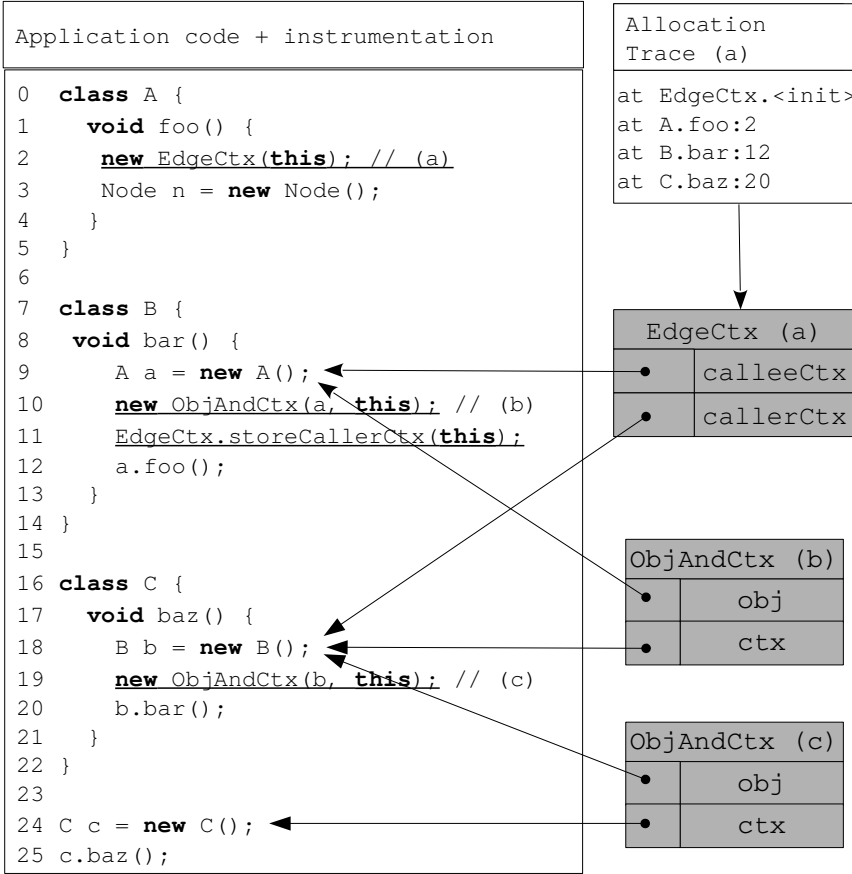 Application code + instrumentation
0 class A {
1 void foo() {
2 new EdgeCtx(this); // (a)
3 Node n = new Node();
4 }
5 }
6
7 class B {
8 void bar() {
9 A a = new A();
10 new ObjAndCtx(a, this); // (b)
11 EdgeCtx.storeCallerCtx(this);
12 a.foo();
13 }
14 }
15
16 class C {
17 void baz() {
18 B b = new B();
19 new ObjAndCtx(b, this); // (c)
20 b.bar();
21 }
22 }
23
24 C c = new C();
25 c.baz();
Allocation
Trace (a)
at EdgeCtx.<init>
at A.foo:2
at B.bar:12
at C.baz:20
EdgeCtx (a)
calleeCtx
callerCtx
ObjAndCtx (b)
obj
ctx
ObjAndCtx (c)
obj
ctx